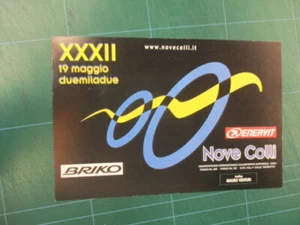 XXXII
www.novecolli.it
19 maggio
duemiladue
ENERVIT
Nove Colli
BRIKO